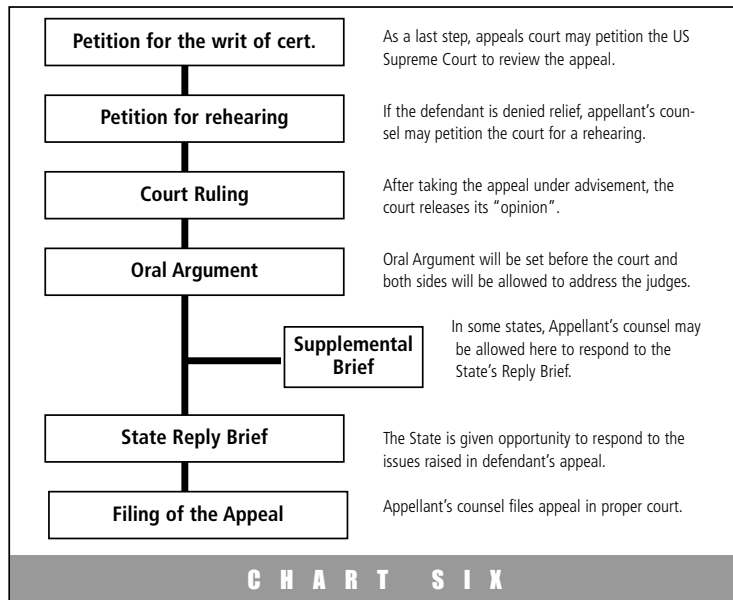 Petition for the writ of cert.
As a last step, appeals court may petition the US
Supreme Court to review the appeal.
Petition for rehearing
If the defendant is denied relief, appellant's coun-
sel may petition the court for a rehearing.
Court Ruling
After taking the appeal under advisement, the
court releases its “opinion”.
Oral Argument
Oral Argument will be set before the court and
both sides will be allowed to address the judges.
Supplemental
Brief
In some states, Appellant's counsel may
be allowed here to respond to the
State's Reply Brief.
State Reply Brief
The State is given opportunity to respond to the
issues raised in defendant's appeal.
Filing of the Appeal
Appellant's counsel files appeal in proper court.
CHART SIX